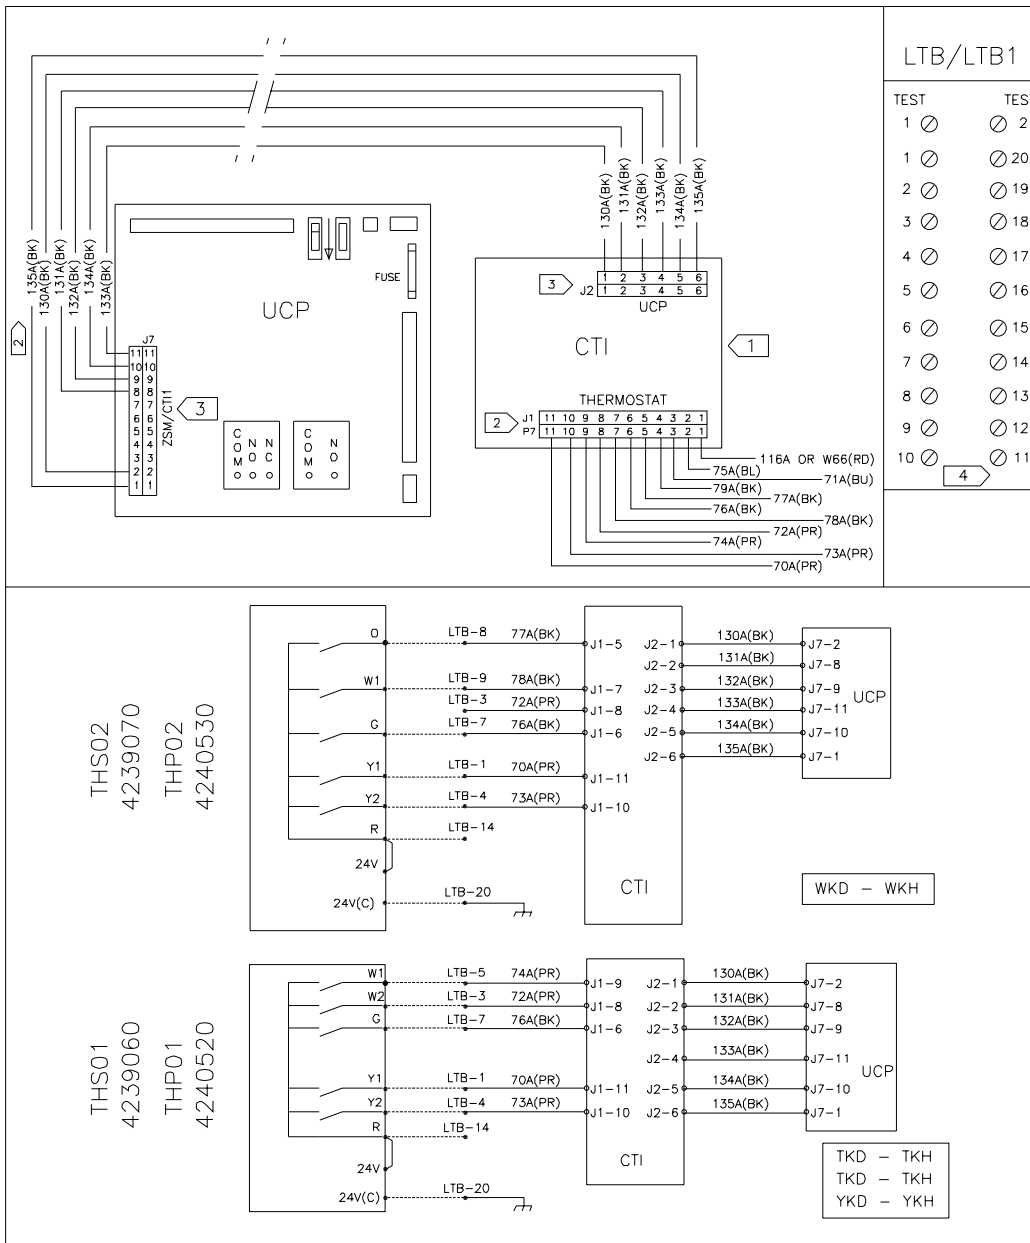 LTB/LTB1
TEST TES
1 2
1 20
2 19
3 18
4 17
5 16
6 15
7 14
8 13
9 12
10 11
4
135A(BK)
130A(BK)
131A(BK)
132A(BK)
134A(BK)
133A(BK)
2
J7
11 11
10 10
9 9
8 8
7 7
6 6
5 5
4 4
3 3
2 2
1 1
ZSM/CTI1
3
UCP
FUSE
COM NO NC
COM NO
130A(BK)
131A(BK)
132A(BK)
133A(BK)
134A(BK)
135A(BK)
3
J2
1 2 3 4 5 6
1 2 3 4 5 6
UCP
CTI
1
THERMOSTAT
2
J1 11 10 9 8 7 6 5 4 3 2 1
P7 11 10 9 8 7 6 5 4 3 2 1
116A OR W66(RD)
75A(BL)
71A(BU)
79A(BK)
77A(BK)
76A(BK)
78A(BK)
72A(PR)
74A(PR)
73A(PR)
70A(PR)
THS02
4239070
THP02
4240530
O LTB-8 77A(BK) J1-5 J2-1 130A(BK) J7-2
J2-2 131A(BK) J7-8
W1 LTB-9 78A(BK) J1-7 J2-3 132A(BK) J7-9
UCP
LTB-3 72A(PR) J1-8 J2-4 133A(BK) J7-11
G LTB-7 76A(BK) J1-6 J2-5 134A(BK) J7-10
J2-6 135A(BK) J7-1
Y1 LTB-1 70A(PR) J1-11
Y2 LTB-4 73A(PR) J1-10
R LTB-14
24V
24V(C) LTB-20
CTI
WKD - WKH
THS01
4239060
THP01
4240520
W1 LTB-5 74A(PR) J1-9 J2-1 130A(BK) J7-2
W2 LTB-3 72A(PR) J1-8 J2-2 131A(BK) J7-8
G LTB-7 76A(BK) J1-6 J2-3 132A(BK) J7-9
J2-4 133A(BK) J7-11
UCP
Y1 LTB-1 70A(PR) J1-11 J2-5 134A(BK) J7-10
Y2 LTB-4 73A(PR) J1-10 J2-6 135A(BK) J7-1
R LTB-14
24V
24V(C) LTB-20
CTI
TKD - TKH
TKD - TKH
YKD - YKH